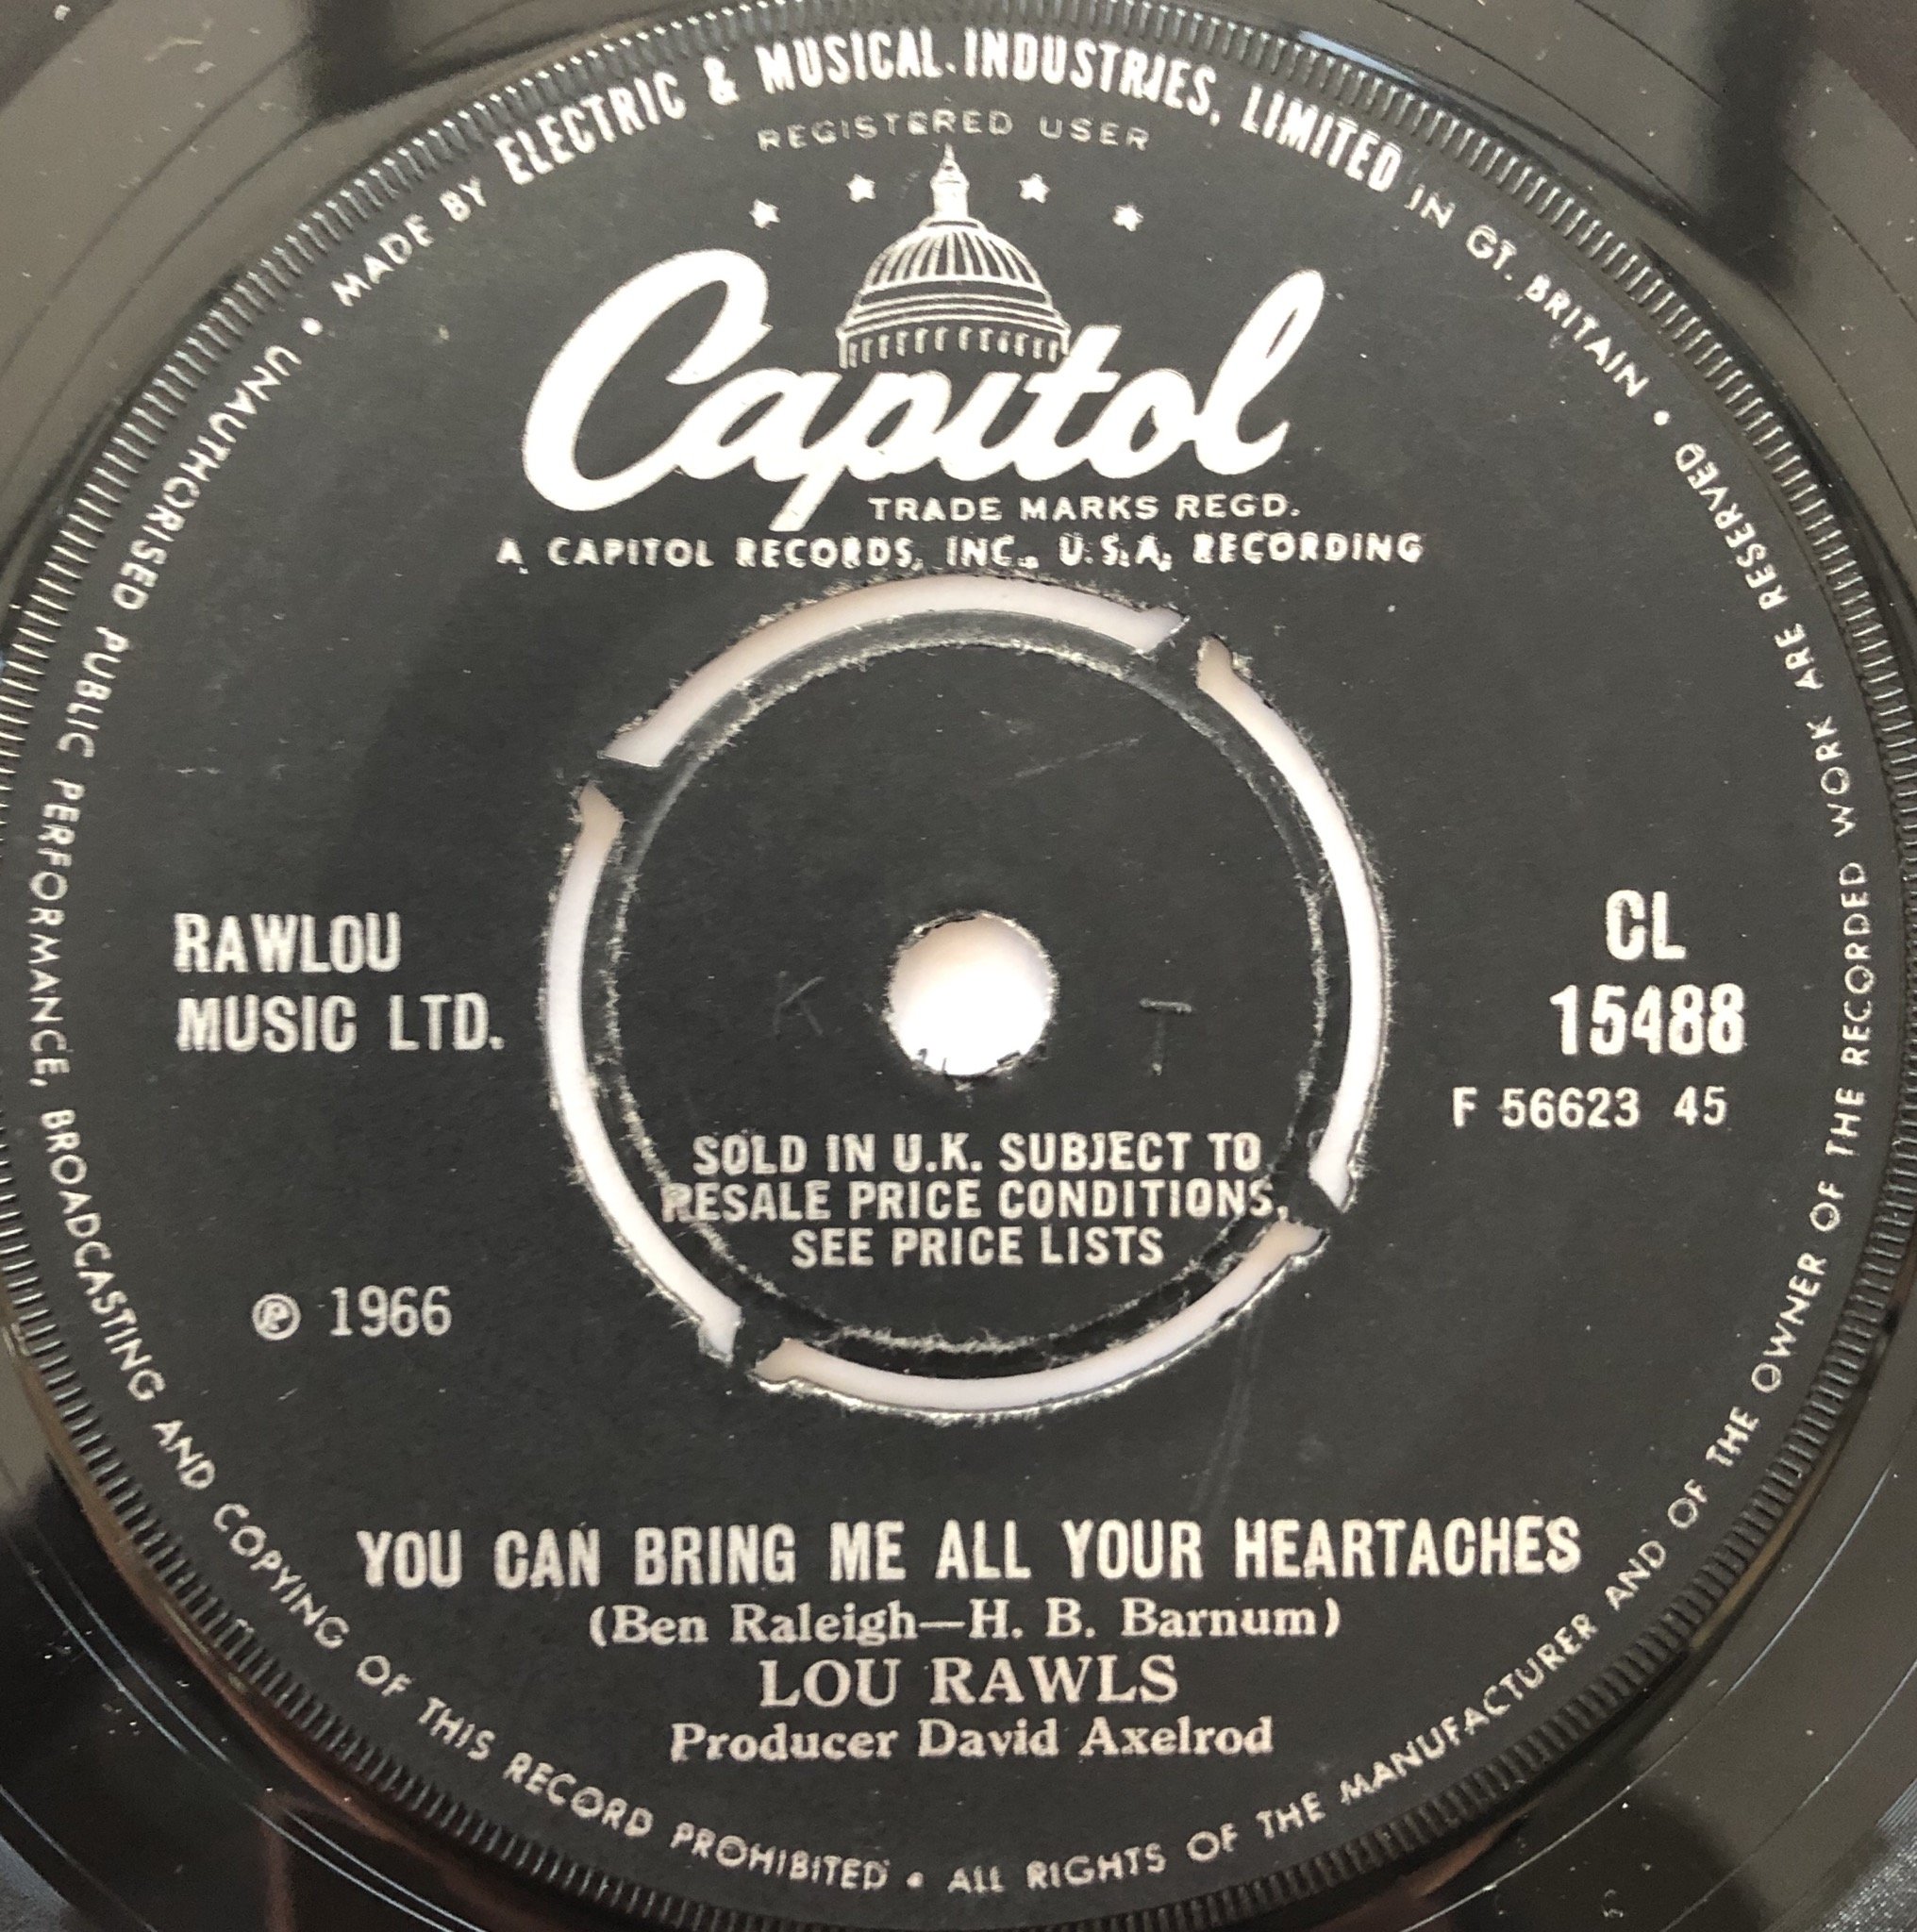 MADE BY ELECTRIC & MUSICAL INDUSTRIES, LIMITED IN GT. BRITAIN •
REGISTERED USER
Capitol
TRADE MARKS REGD.
A CAPITOL RECORDS, INC., U.S.A. RECORDING
RAWLOU
MUSIC LTD.
CL
15488
F 56623 45
K T
SOLD IN U.K. SUBJECT TO
RESALE PRICE CONDITIONS,
SEE PRICE LISTS
℗ 1966
YOU CAN BRING ME ALL YOUR HEARTACHES
(Ben Raleigh—H. B. Barnum)
LOU RAWLS
Producer David Axelrod
ALL RIGHTS OF THE MANUFACTURER AND OF THE OWNER OF THE RECORDED WORK ARE RESERVED •
UNAUTHORISED PUBLIC PERFORMANCE, BROADCASTING AND COPYING OF THIS RECORD PROHIBITED •